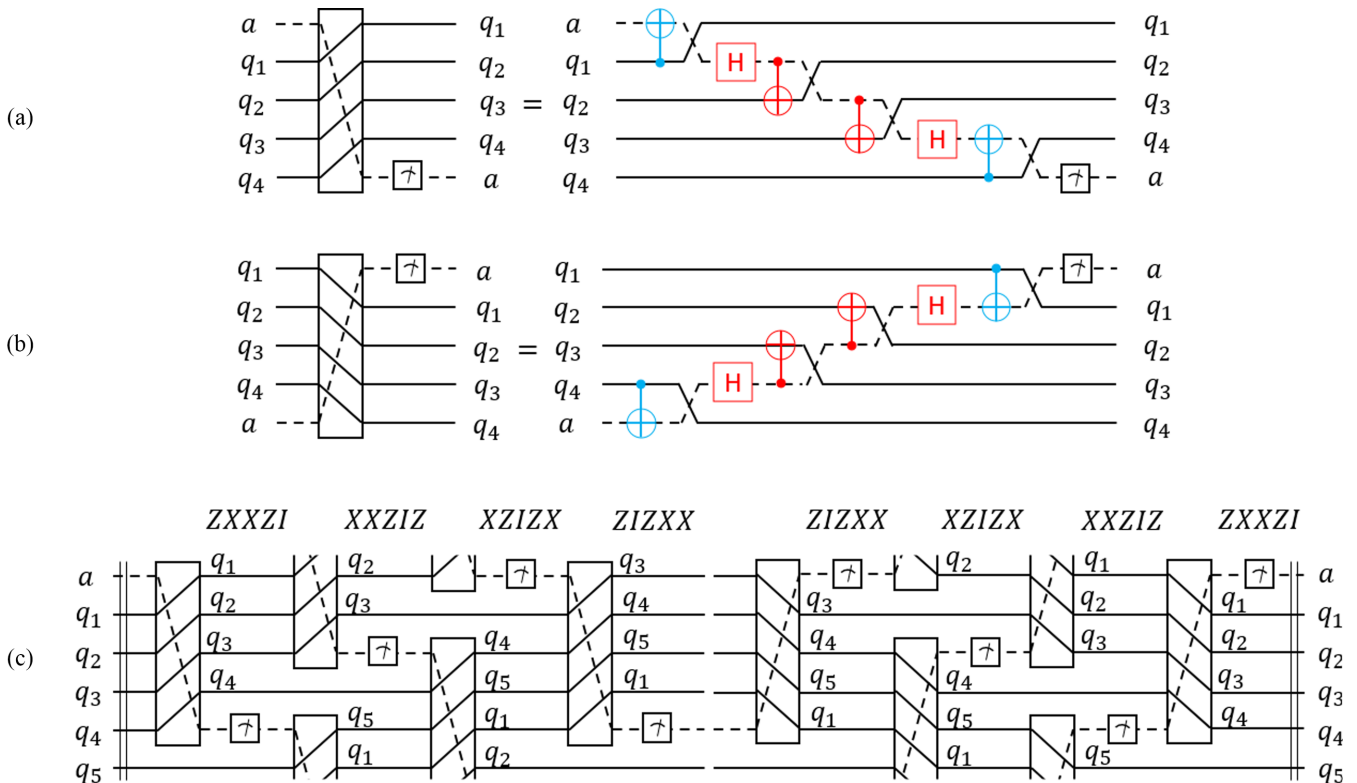 a q₁ q₁
q₁ q₂ q₁ H q₂
(a) q₂ q₃ = q₂ q₃
q₃ q₄ q₃ H q₄
q₄ a q₄ a
q₁ a q₁ a
q₂ q₁ q₂ H q₁
(b) q₃ q₂ = q₃ q₂
q₄ q₃ q₄ H q₃
a q₄ a q₄
ZXXZI XXZIZ XZIZX ZIZXX ZIZXX XZIZX XXZIZ ZXXZI
a q₁ q₂ q₃ q₂ q₁ a
q₁ q₂ q₃ q₄ q₃ q₂ q₁ q₁
(c) q₂ q₃ q₄ q₅ q₄ q₃ q₂ q₂
q₃ q₄ q₅ q₁ q₅ q₄ q₃ q₃
q₄ q₅ q₁ q₁ q₅ q₄ q₄
q₅ q₁ q₂ q₁ q₅ q₅